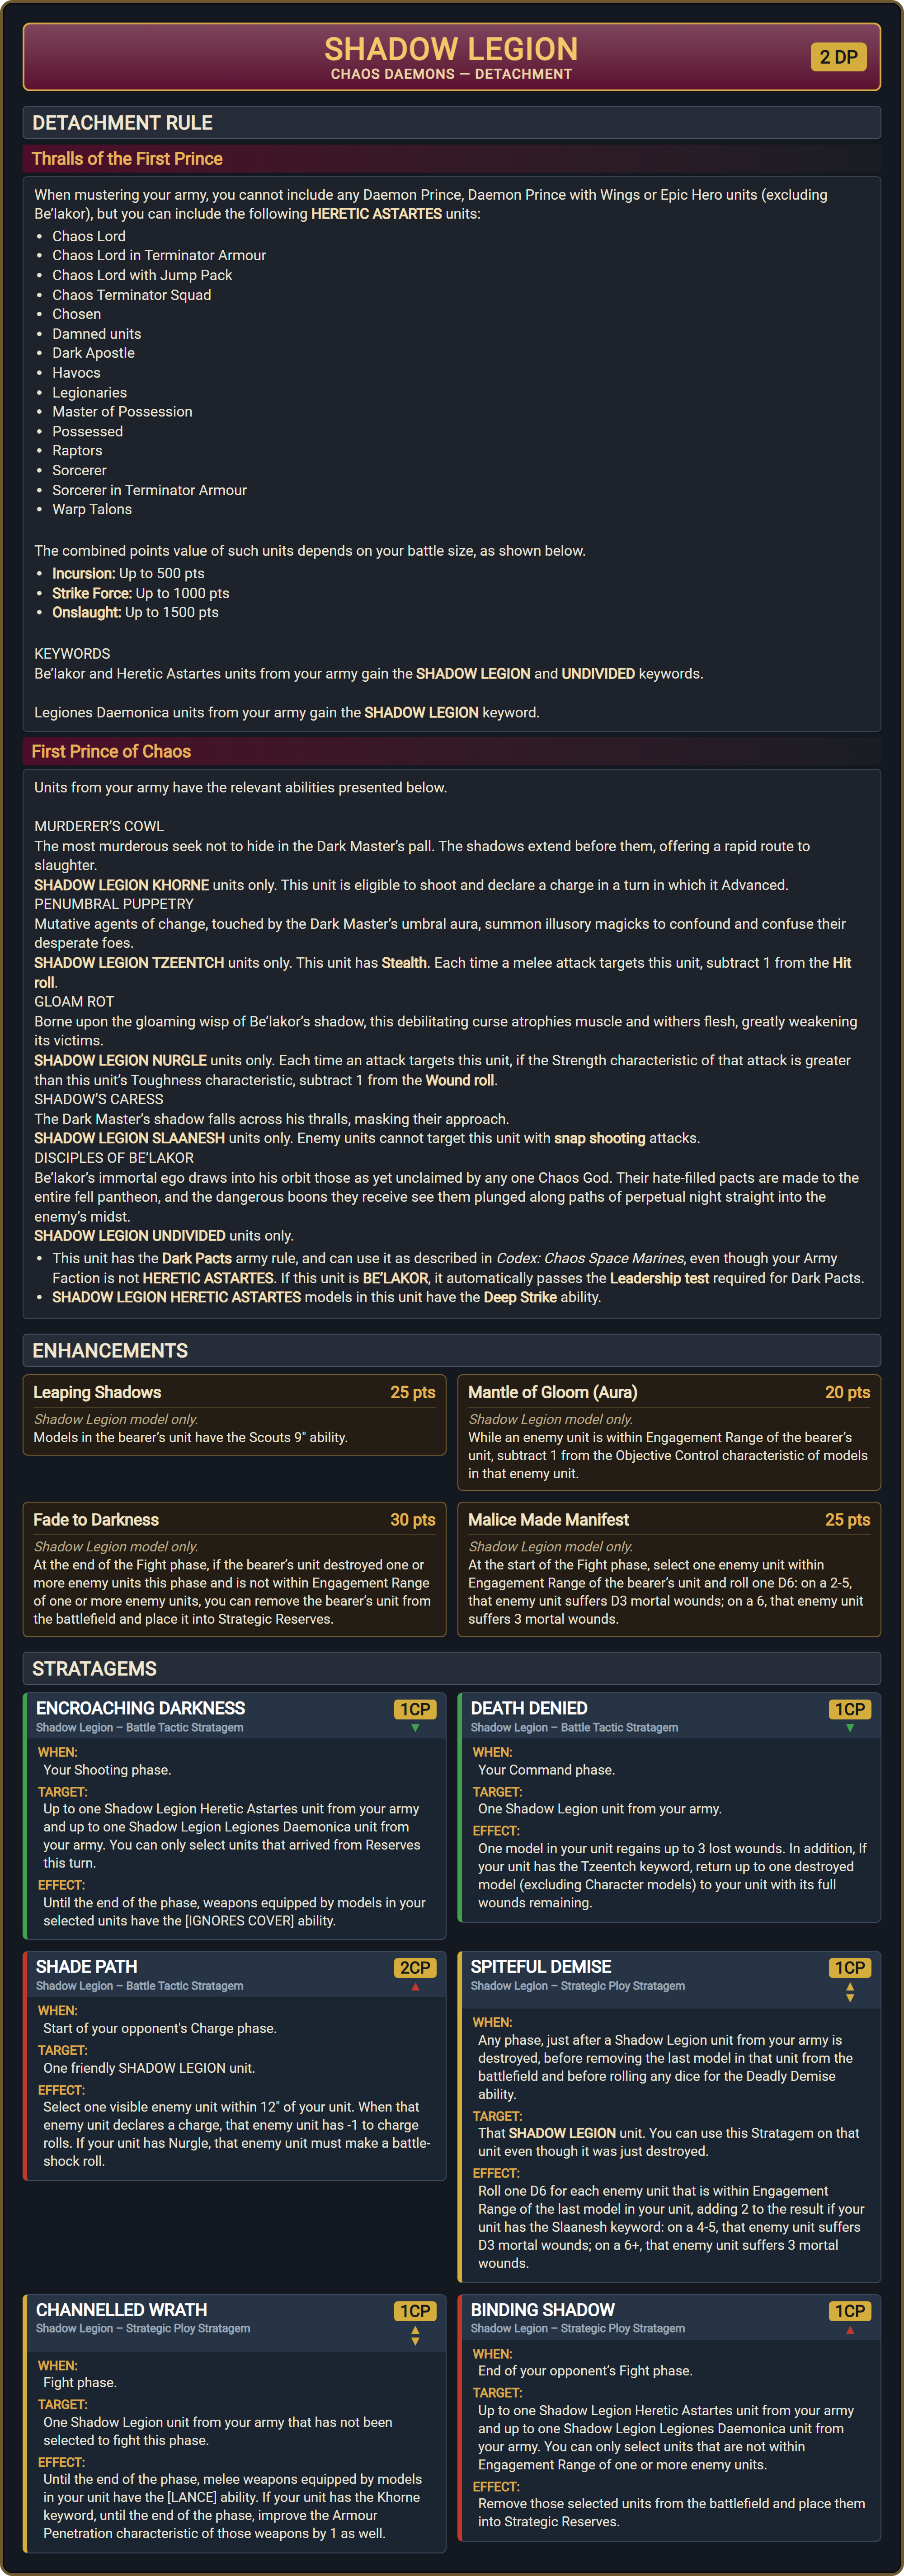 SHADOW LEGION
CHAOS DAEMONS — DETACHMENT
2 DP
DETACHMENT RULE
Thralls of the First Prince
When mustering your army, you cannot include any Daemon Prince, Daemon Prince with Wings or Epic Hero units (excluding
Be’lakor), but you can include the following HERETIC ASTARTES units:
• Chaos Lord
• Chaos Lord in Terminator Armour
• Chaos Lord with Jump Pack
• Chaos Terminator Squad
• Chosen
• Damned units
• Dark Apostle
• Havocs
• Legionaries
• Master of Possession
• Possessed
• Raptors
• Sorcerer
• Sorcerer in Terminator Armour
• Warp Talons
The combined points value of such units depends on your battle size, as shown below.
• Incursion: Up to 500 pts
• Strike Force: Up to 1000 pts
• Onslaught: Up to 1500 pts
KEYWORDS
Be’lakor and Heretic Astartes units from your army gain the SHADOW LEGION and UNDIVIDED keywords.
Legiones Daemonica units from your army gain the SHADOW LEGION keyword.
First Prince of Chaos
Units from your army have the relevant abilities presented below.
MURDERER’S COWL
The most murderous seek not to hide in the Dark Master’s pall. The shadows extend before them, offering a rapid route to
slaughter.
SHADOW LEGION KHORNE units only. This unit is eligible to shoot and declare a charge in a turn in which it Advanced.
PENUMBRAL PUPPETRY
Mutative agents of change, touched by the Dark Master’s umbral aura, summon illusory magicks to confound and confuse their
desperate foes.
SHADOW LEGION TZEENTCH units only. This unit has Stealth. Each time a melee attack targets this unit, subtract 1 from the Hit
roll.
GLOAM ROT
Borne upon the gloaming wisp of Be’lakor’s shadow, this debilitating curse atrophies muscle and withers flesh, greatly weakening
its victims.
SHADOW LEGION NURGLE units only. Each time an attack targets this unit, if the Strength characteristic of that attack is greater
than this unit’s Toughness characteristic, subtract 1 from the Wound roll.
SHADOW’S CARESS
The Dark Master’s shadow falls across his thralls, masking their approach.
SHADOW LEGION SLAANESH units only. Enemy units cannot target this unit with snap shooting attacks.
DISCIPLES OF BE’LAKOR
Be’lakor’s immortal ego draws into his orbit those as yet unclaimed by any one Chaos God. Their hate-filled pacts are made to the
entire fell pantheon, and the dangerous boons they receive see them plunged along paths of perpetual night straight into the
enemy’s midst.
SHADOW LEGION UNDIVIDED units only.
• This unit has the Dark Pacts army rule, and can use it as described in Codex: Chaos Space Marines, even though your Army
Faction is not HERETIC ASTARTES. If this unit is BE’LAKOR, it automatically passes the Leadership test required for Dark Pacts.
• SHADOW LEGION HERETIC ASTARTES models in this unit have the Deep Strike ability.
ENHANCEMENTS
Leaping Shadows 25 pts
Shadow Legion model only.
Models in the bearer’s unit have the Scouts 9" ability.
Mantle of Gloom (Aura) 20 pts
Shadow Legion model only.
While an enemy unit is within Engagement Range of the bearer’s
unit, subtract 1 from the Objective Control characteristic of models
in that enemy unit.
Fade to Darkness 30 pts
Shadow Legion model only.
At the end of the Fight phase, if the bearer’s unit destroyed one or
more enemy units this phase and is not within Engagement Range
of one or more enemy units, you can remove the bearer’s unit from
the battlefield and place it into Strategic Reserves.
Malice Made Manifest 25 pts
Shadow Legion model only.
At the start of the Fight phase, select one enemy unit within
Engagement Range of the bearer’s unit and roll one D6: on a 2-5,
that enemy unit suffers D3 mortal wounds; on a 6, that enemy unit
suffers 3 mortal wounds.
STRATAGEMS
ENCROACHING DARKNESS 1CP
Shadow Legion – Battle Tactic Stratagem
WHEN:
Your Shooting phase.
TARGET:
Up to one Shadow Legion Heretic Astartes unit from your army
and up to one Shadow Legion Legiones Daemonica unit from
your army. You can only select units that arrived from Reserves
this turn.
EFFECT:
Until the end of the phase, weapons equipped by models in your
selected units have the [IGNORES COVER] ability.
DEATH DENIED 1CP
Shadow Legion – Battle Tactic Stratagem
WHEN:
Your Command phase.
TARGET:
One Shadow Legion unit from your army.
EFFECT:
One model in your unit regains up to 3 lost wounds. In addition, If
your unit has the Tzeentch keyword, return up to one destroyed
model (excluding Character models) to your unit with its full
wounds remaining.
SHADE PATH 2CP
Shadow Legion – Battle Tactic Stratagem
WHEN:
Start of your opponent's Charge phase.
TARGET:
One friendly SHADOW LEGION unit.
EFFECT:
Select one visible enemy unit within 12" of your unit. When that
enemy unit declares a charge, that enemy unit has -1 to charge
rolls. If your unit has Nurgle, that enemy unit must make a battle-
shock roll.
SPITEFUL DEMISE 1CP
Shadow Legion – Strategic Ploy Stratagem
WHEN:
Any phase, just after a Shadow Legion unit from your army is
destroyed, before removing the last model in that unit from the
battlefield and before rolling any dice for the Deadly Demise
ability.
TARGET:
That SHADOW LEGION unit. You can use this Stratagem on that
unit even though it was just destroyed.
EFFECT:
Roll one D6 for each enemy unit that is within Engagement
Range of the last model in your unit, adding 2 to the result if your
unit has the Slaanesh keyword: on a 4-5, that enemy unit suffers
D3 mortal wounds; on a 6+, that enemy unit suffers 3 mortal
wounds.
CHANNELLED WRATH 1CP
Shadow Legion – Strategic Ploy Stratagem
WHEN:
Fight phase.
TARGET:
One Shadow Legion unit from your army that has not been
selected to fight this phase.
EFFECT:
Until the end of the phase, melee weapons equipped by models
in your unit have the [LANCE] ability. If your unit has the Khorne
keyword, until the end of the phase, improve the Armour
Penetration characteristic of those weapons by 1 as well.
BINDING SHADOW 1CP
Shadow Legion – Strategic Ploy Stratagem
WHEN:
End of your opponent’s Fight phase.
TARGET:
Up to one Shadow Legion Heretic Astartes unit from your army
and up to one Shadow Legion Legiones Daemonica unit from
your army. You can only select units that are not within
Engagement Range of one or more enemy units.
EFFECT:
Remove those selected units from the battlefield and place them
into Strategic Reserves.